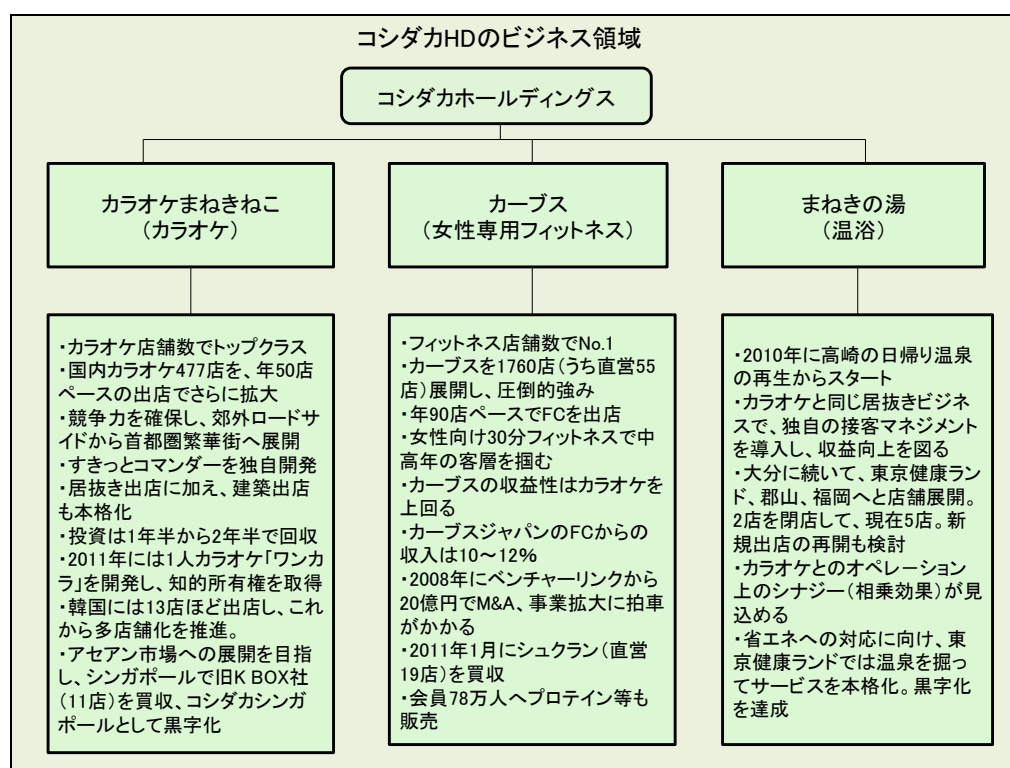 コシダカHDのビジネス領域
コシダカホールディングス
カラオケまねきねこ
（カラオケ）
カーブス
（女性専用フィットネス）
まねきの湯
（温浴）
・カラオケ店舗数でトップクラス
・国内カラオケ477店を、年50店
ペースの出店でさらに拡大
・競争力を確保し、郊外ロードサ
イドから首都圏繁華街へ展開
・すきっとコマンダーを独自開発
・居抜き出店に加え、建築出店
も本格化
・投資は1年半から2年半で回収
・2011年には1人カラオケ「ワンカ
ラ」を開発し、知的所有権を取得
・韓国には13店ほど出店し、これ
から多店舗化を推進。
・アセアン市場への展開を目指
し、シンガポールで旧K BOX社
（11店）を買収、コシダカシンガ
ポールとして黒字化
・フィットネス店舗数でNo.1
・カーブスを1760店（うち直営55
店）展開し、圧倒的強み
・年90店ペースでFCを出店
・女性向け30分フィットネスで中
高年の客層を掴む
・カーブスの収益性はカラオケを
上回る
・カーブスジャパンのFCからの
収入は10～12%
・2008年にベンチャーリンクから
20億円でM&A、事業拡大に拍車
がかかる
・2011年1月にシュクラン（直営
19店）を買収
・会員78万人へプロテイン等も
販売
・2010年に高崎の日帰り温泉
の再生からスタート
・カラオケと同じ居抜きビジネ
スで、独自の接客マネジメント
を導入し、収益向上を図る
・大分に続いて、東京健康ラン
ド、郡山、福岡へと店舗展開。
2店を閉店して、現在5店。新
規出店の再開も検討
・カラオケとのオペレーション
上のシナジー（相乗効果）が見
込める
・省エネへの対応に向け、東
京健康ランドでは温泉を掘っ
てサービスを本格化。黒字化
を達成